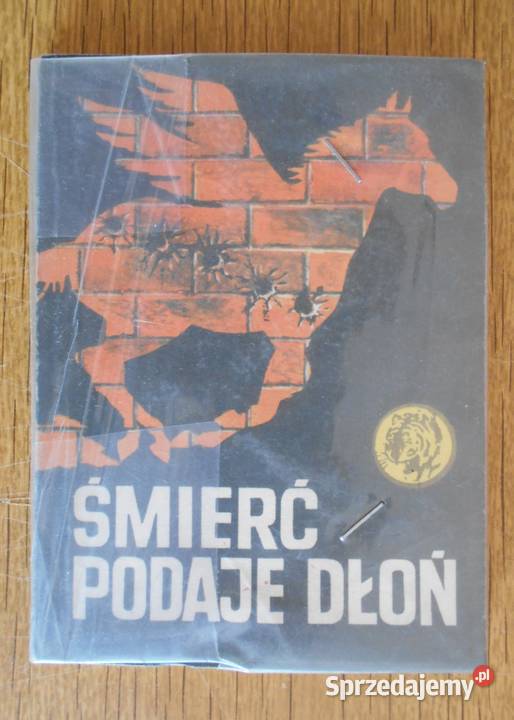 ŚMIERĆ
PODAJE DŁOŃ
Sprzedajemy.pl